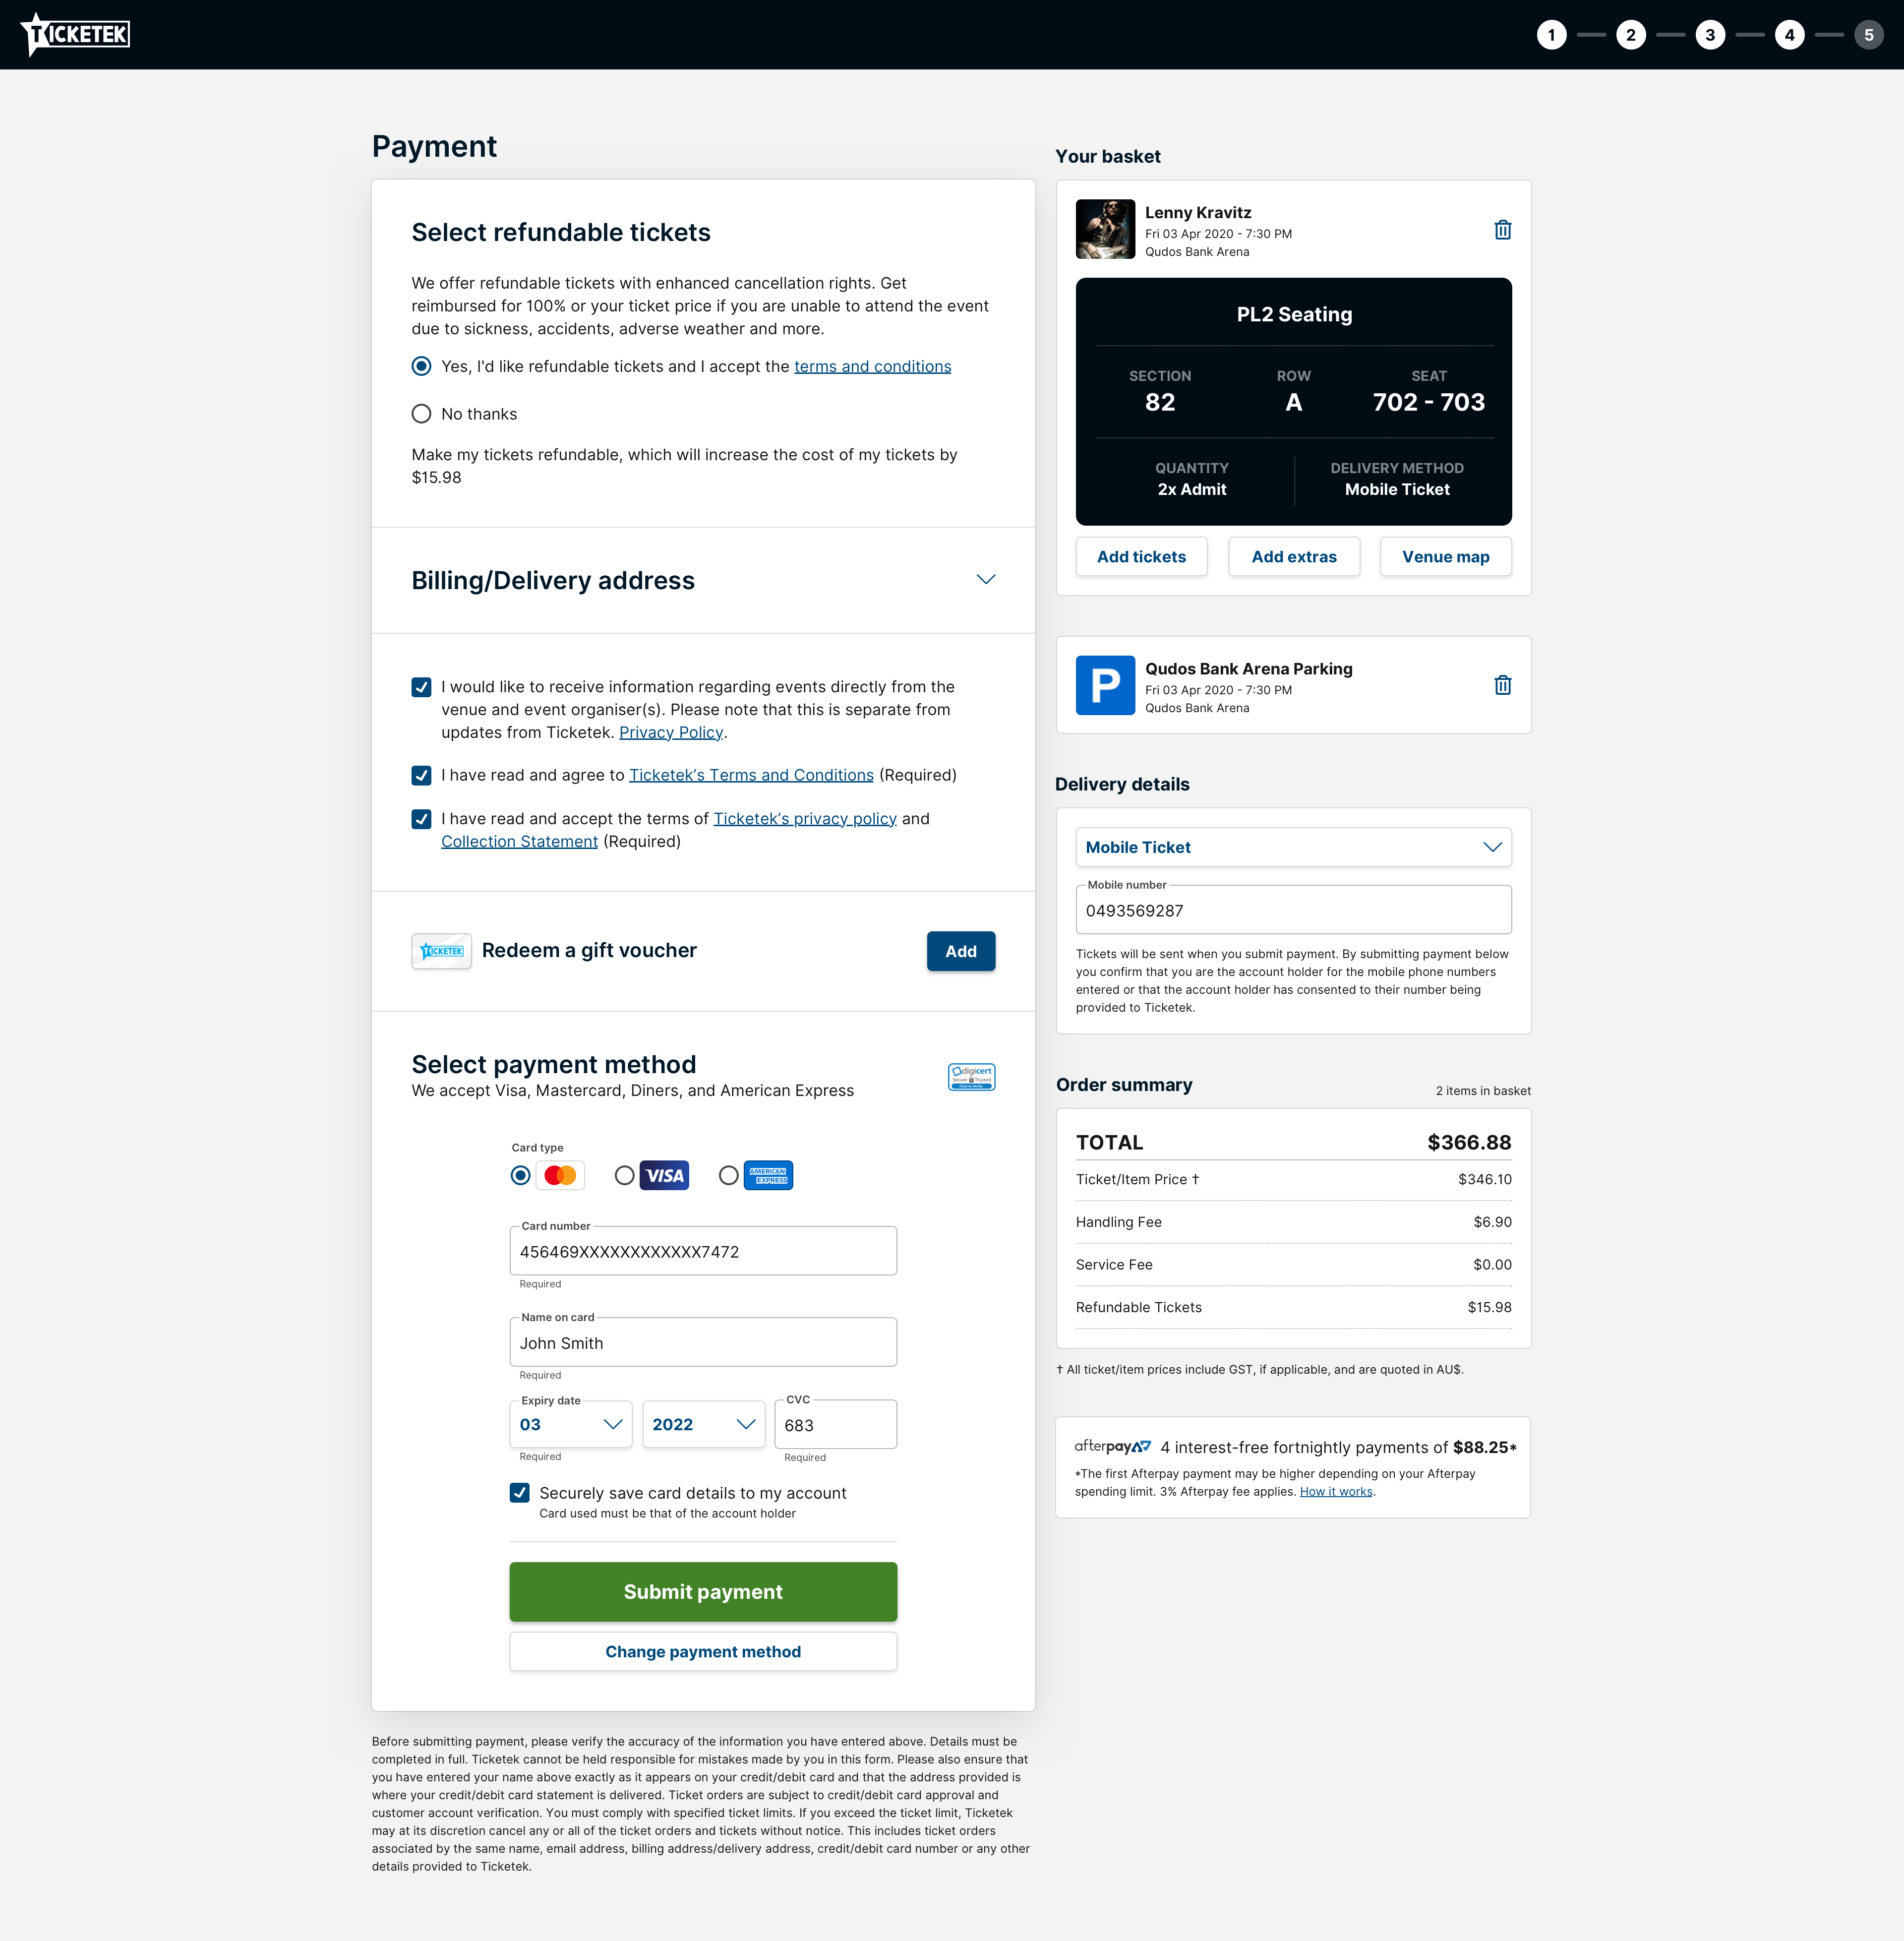 TICKETEK
1
2
3
4
5
Payment
Select refundable tickets
We offer refundable tickets with enhanced cancellation rights. Get
reimbursed for 100% or your ticket price if you are unable to attend the event
due to sickness, accidents, adverse weather and more.
Yes, I'd like refundable tickets and I accept the terms and conditions
No thanks
Make my tickets refundable, which will increase the cost of my tickets by
$15.98
Billing/Delivery address
I would like to receive information regarding events directly from the
venue and event organiser(s). Please note that this is separate from
updates from Ticketek. Privacy Policy.
I have read and agree to Ticketek's Terms and Conditions (Required)
I have read and accept the terms of Ticketek's privacy policy and
Collection Statement (Required)
TICKETEK
Redeem a gift voucher
Add
Select payment method
We accept Visa, Mastercard, Diners, and American Express
digicert
Secure Trusted
Click to Verify
Card type
VISA
AMERICAN
EXPRESS
Card number
456469XXXXXXXXXXXX7472
Required
Name on card
John Smith
Required
Expiry date
03
2022
CVC
683
Required
Required
Securely save card details to my account
Card used must be that of the account holder
Submit payment
Change payment method
Before submitting payment, please verify the accuracy of the information you have entered above. Details must be
completed in full. Ticketek cannot be held responsible for mistakes made by you in this form. Please also ensure that
you have entered your name above exactly as it appears on your credit/debit card and that the address provided is
where your credit/debit card statement is delivered. Ticket orders are subject to credit/debit card approval and
customer account verification. You must comply with specified ticket limits. If you exceed the ticket limit, Ticketek
may at its discretion cancel any or all of the ticket orders and tickets without notice. This includes ticket orders
associated by the same name, email address, billing address/delivery address, credit/debit card number or any other
details provided to Ticketek.
Your basket
Lenny Kravitz
Fri 03 Apr 2020 - 7:30 PM
Qudos Bank Arena
PL2 Seating
SECTION
82
ROW
A
SEAT
702 - 703
QUANTITY
2x Admit
DELIVERY METHOD
Mobile Ticket
Add tickets
Add extras
Venue map
P
Qudos Bank Arena Parking
Fri 03 Apr 2020 - 7:30 PM
Qudos Bank Arena
Delivery details
Mobile Ticket
Mobile number
0493569287
Tickets will be sent when you submit payment. By submitting payment below
you confirm that you are the account holder for the mobile phone numbers
entered or that the account holder has consented to their number being
provided to Ticketek.
Order summary
2 items in basket
TOTAL $366.88
Ticket/Item Price † $346.10
Handling Fee $6.90
Service Fee $0.00
Refundable Tickets $15.98
† All ticket/item prices include GST, if applicable, and are quoted in AU$.
afterpay 4 interest-free fortnightly payments of $88.25*
*The first Afterpay payment may be higher depending on your Afterpay
spending limit. 3% Afterpay fee applies. How it works.